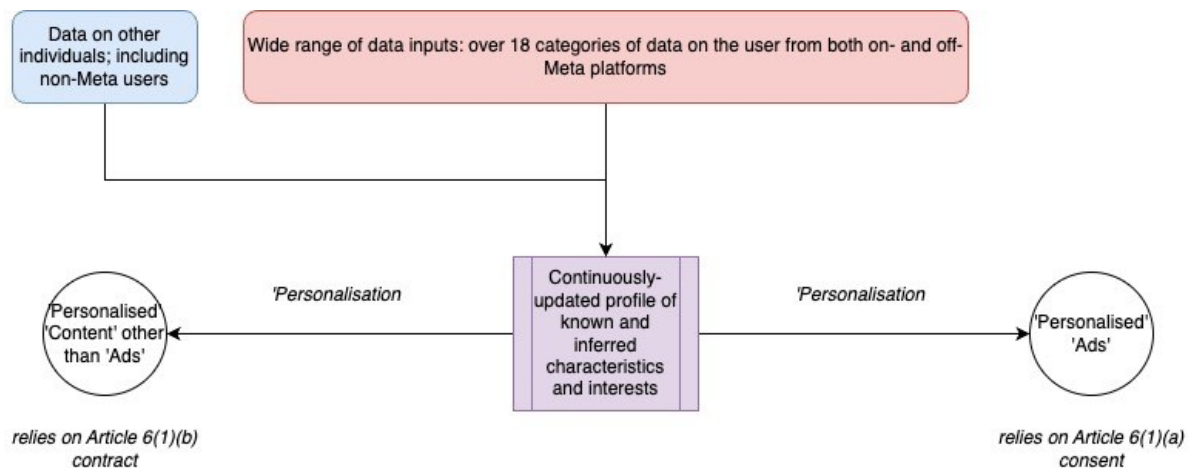 Data on other
individuals; including
non-Meta users
Wide range of data inputs: over 18 categories of data on the user from both on- and off-
Meta platforms
'Personalisation
'Personalisation
Continuously-
updated profile of
known and
inferred
characteristics
and interests
'Personalised'
'Content' other
than 'Ads'
'Personalised'
'Ads'
relies on Article 6(1)(b)
contract
relies on Article 6(1)(a)
consent